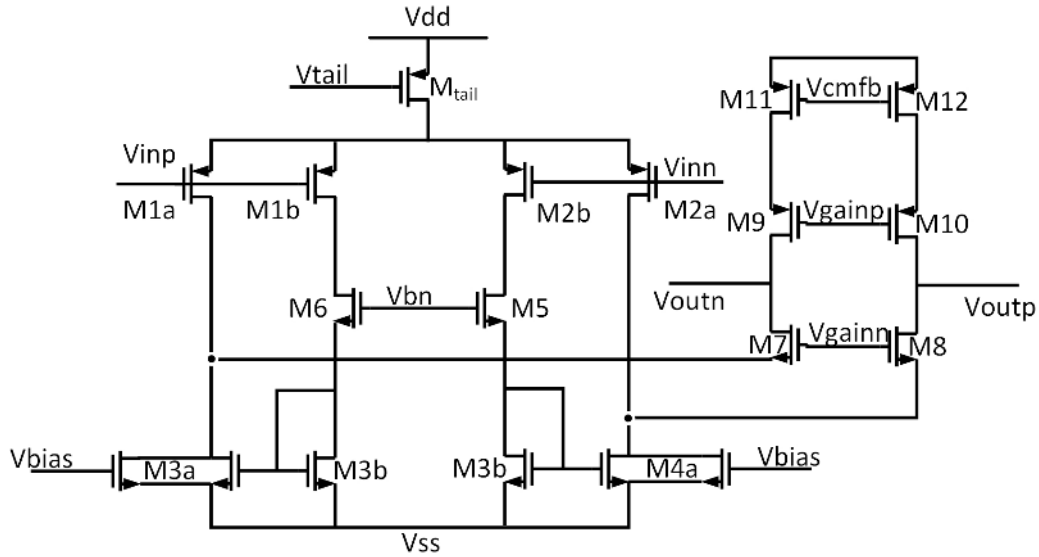 Vdd
Vtail
Mtail
M11
Vcmfb
M12
Vinp
Vinn
M1a
M1b
M2b
M2a
M9
Vgainp
M10
M6
Vbn
M5
Voutn
Voutp
M7
Vgainn
M8
Vbias
M3a
M3b
M3b
M4a
Vbias
Vss